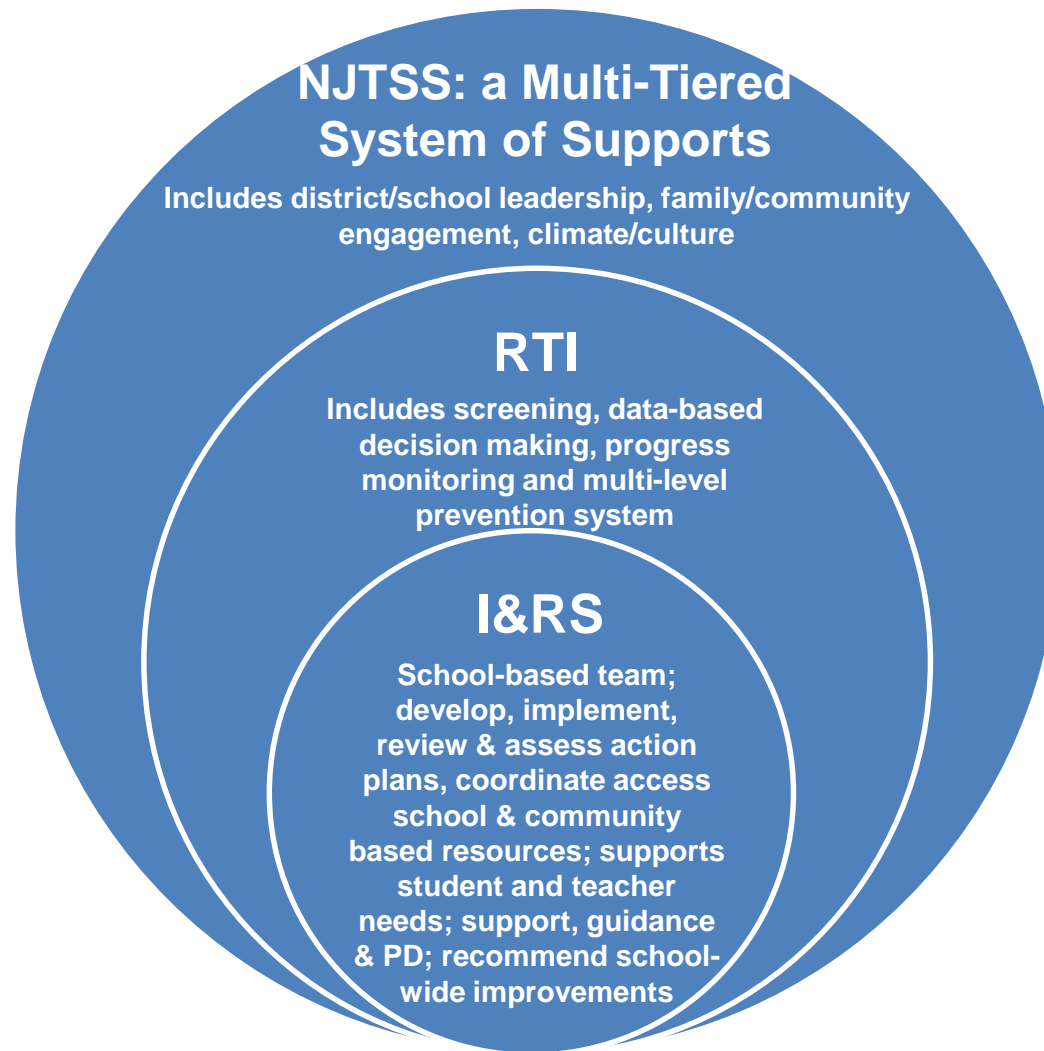 NJTSS: a Multi-Tiered
System of Supports
Includes district/school leadership, family/community
engagement, climate/culture
RTI
Includes screening, data-based
decision making, progress
monitoring and multi-level
prevention system
I&RS
School-based team;
develop, implement,
review & assess action
plans, coordinate access
school & community
based resources; supports
student and teacher
needs; support, guidance
& PD; recommend school-
wide improvements